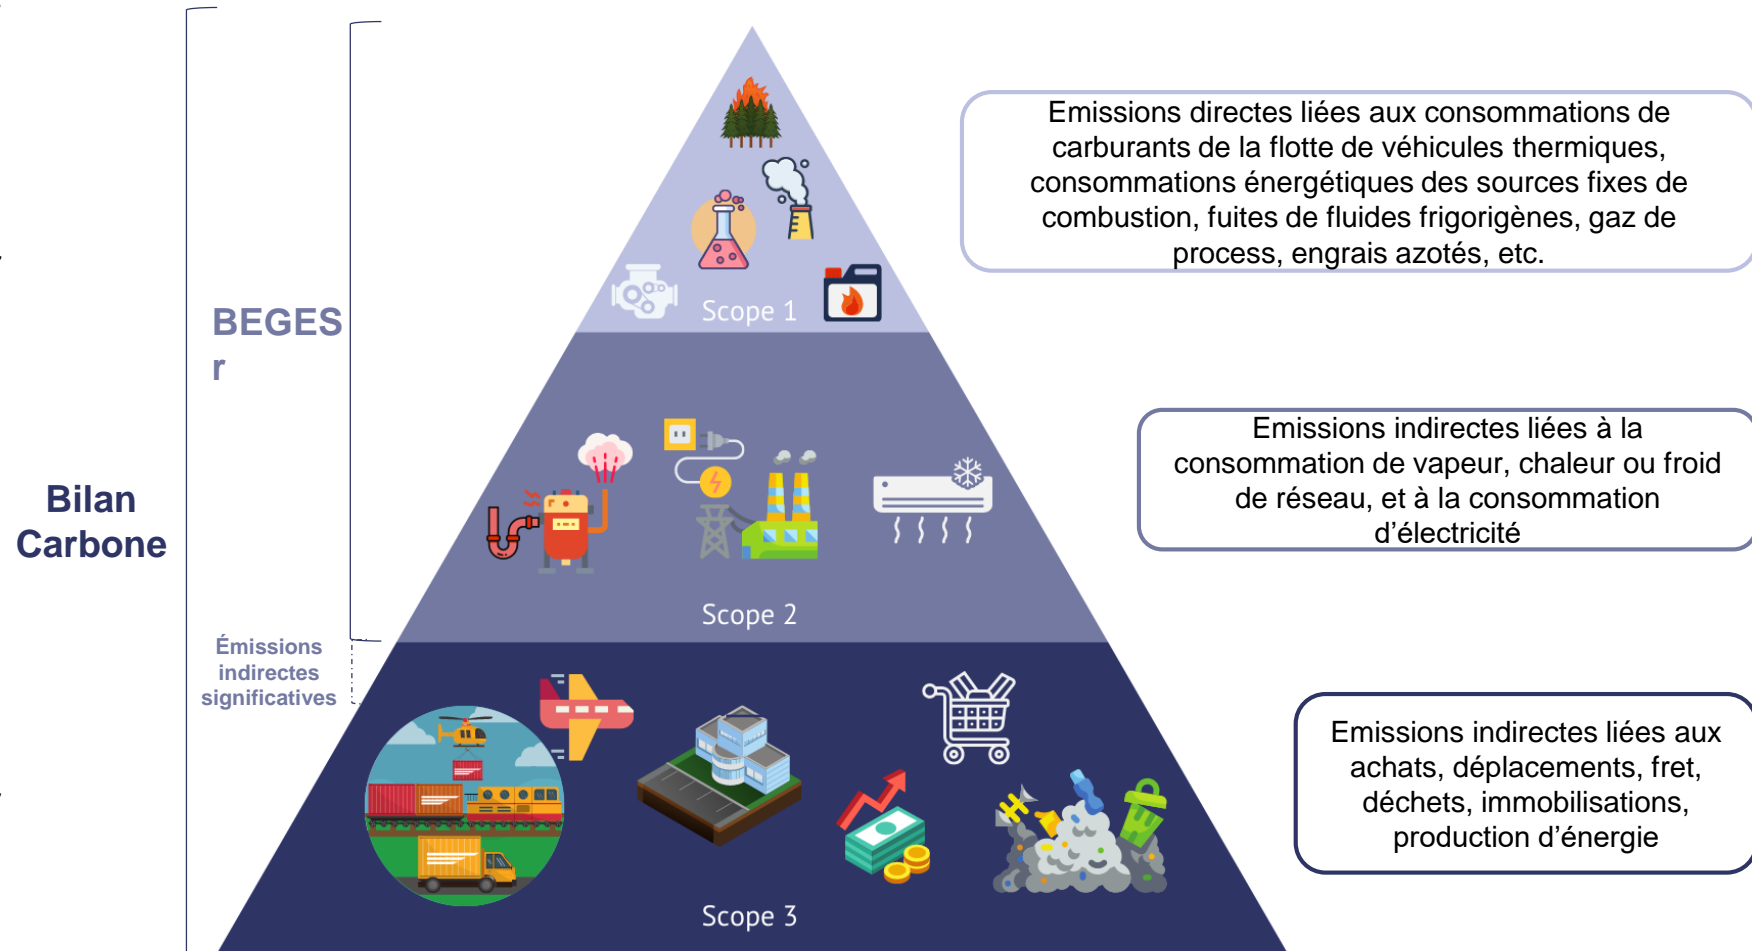 Emissions directes liées aux consommations de
carburants de la flotte de véhicules thermiques,
consommations énergétiques des sources fixes de
combustion, fuites de fluides frigorigènes, gaz de
process, engrais azotés, etc.
Scope 1
BEGES
r
Emissions indirectes liées à la
consommation de vapeur, chaleur ou froid
de réseau, et à la consommation
d’électricité
Bilan
Carbone
Scope 2
Émissions
indirectes
significatives
Emissions indirectes liées aux
achats, déplacements, fret,
déchets, immobilisations,
production d’énergie
Scope 3